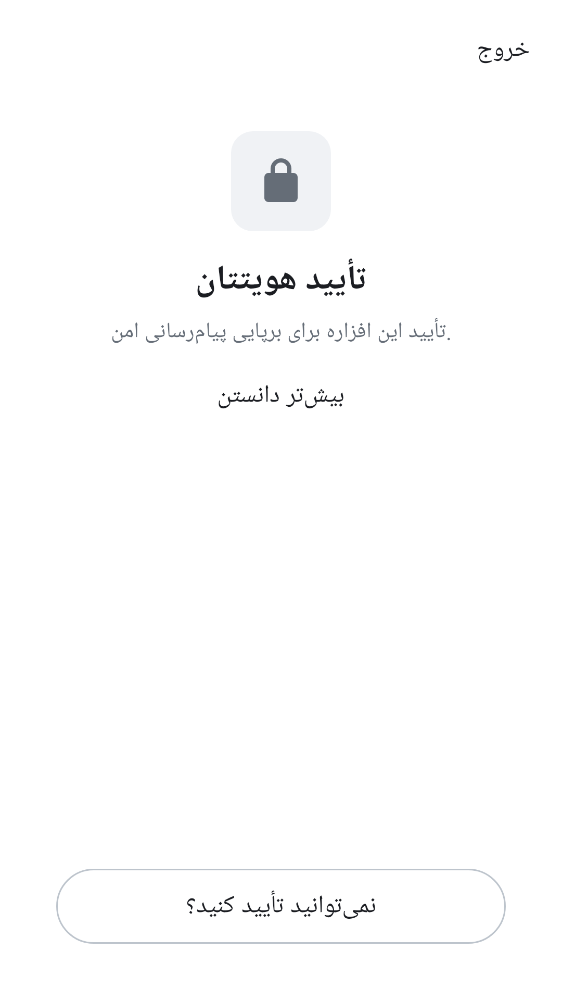 خروج
تأیید هویتتان
تأیید این افزاره برای برپایی پیام‌رسانی امن.
بیش‌تر دانستن
نمی‌توانید تأیید کنید؟